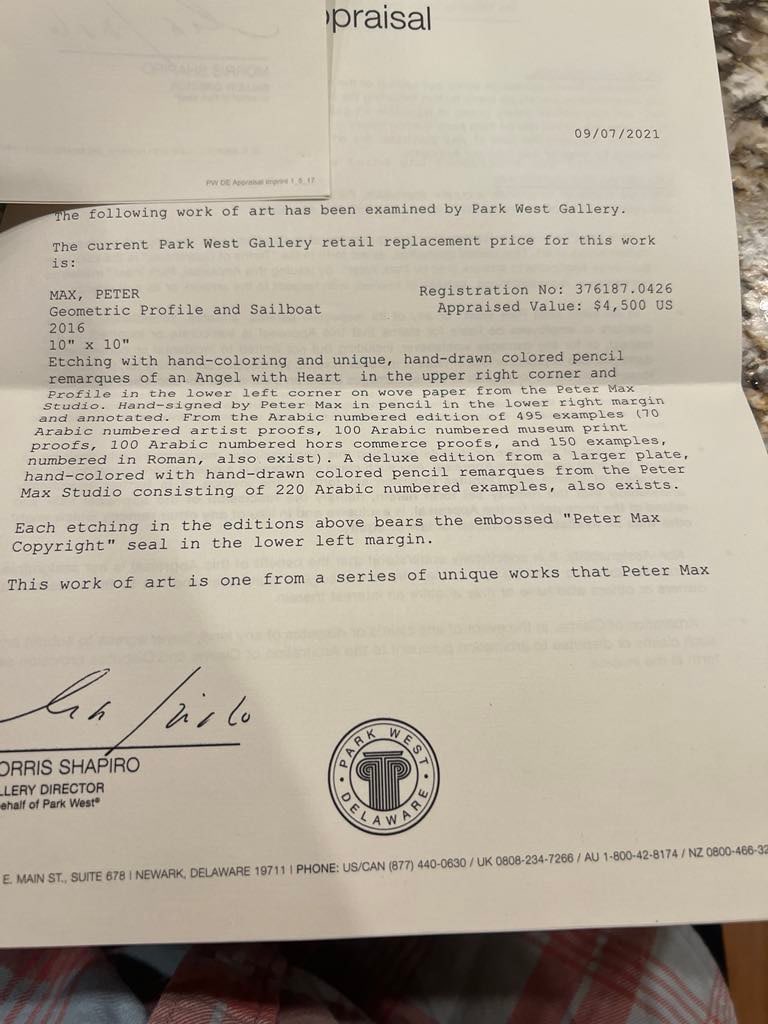 praisal
PW DE Appraisal Imprint 1_6_17
09/07/2021
The following work of art has been examined by Park West Gallery.
The current Park West Gallery retail replacement price for this work
is:
MAX, PETER Registration No: 376187.0426
Geometric Profile and Sailboat Appraised Value: $4,500 US
2016
10" x 10"
Etching with hand-coloring and unique, hand-drawn colored pencil
remarques of an Angel with Heart in the upper right corner and
Profile in the lower left corner on wove paper from the Peter Max
Studio. Hand-signed by Peter Max in pencil in the lower right margin
and annotated. From the Arabic numbered edition of 495 examples (70
Arabic numbered artist proofs, 100 Arabic numbered museum print
proofs, 100 Arabic numbered hors commerce proofs, and 150 examples,
numbered in Roman, also exist). A deluxe edition from a larger plate,
hand-colored with hand-drawn colored pencil remarques from the Peter
Max Studio consisting of 220 Arabic numbered examples, also exists.
Each etching in the editions above bears the embossed "Peter Max
Copyright" seal in the lower left margin.
This work of art is one from a series of unique works that Peter Max
ORRIS SHAPIRO
LLERY DIRECTOR
ehalf of Park West®
PARK WEST
DELAWARE
E. MAIN ST., SUITE 678 | NEWARK, DELAWARE 19711 | PHONE: US/CAN (877) 440-0630 / UK 0808-234-7266 / AU 1-800-42-8174 / NZ 0800-466-32